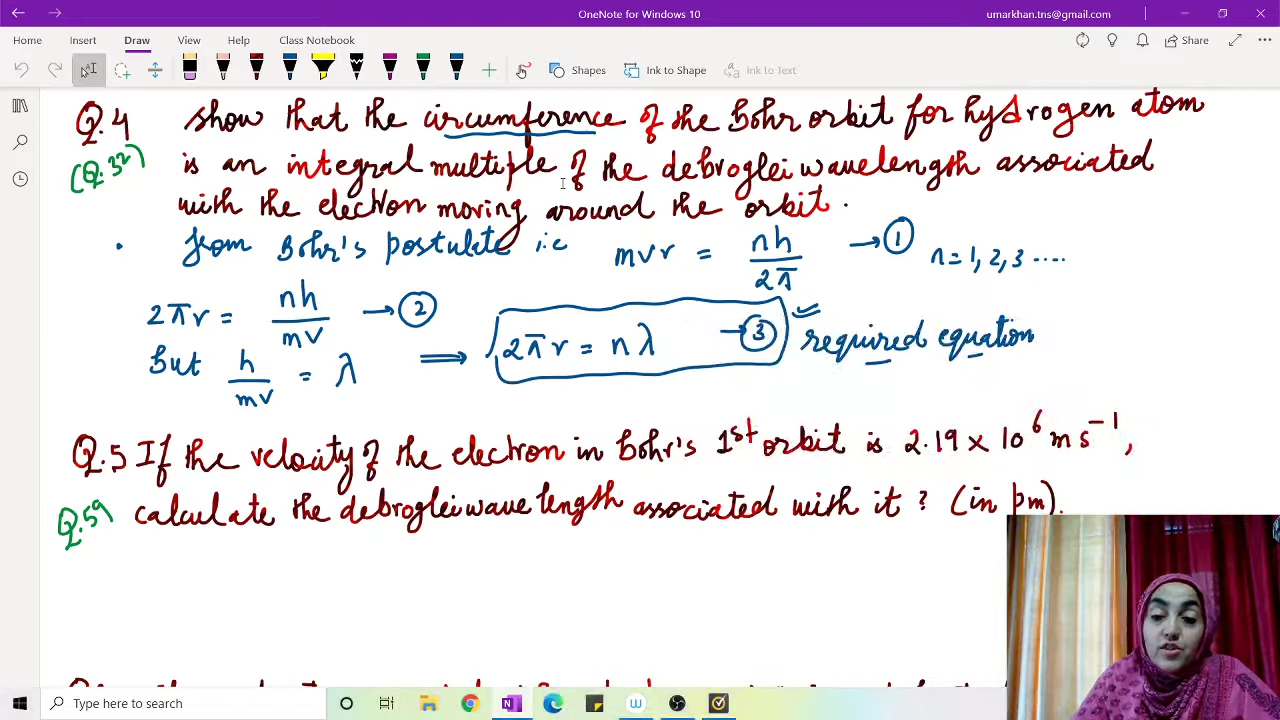 OneNote for Windows 10
umarkhan.tns@gmail.com
Home Insert Draw View Help Class Notebook
Share
Shapes Ink to Shape Ink to Text
Q.4 show that the circumference of the Bohr orbit for hydrogen atom
(Q.32) is an integral multiple of the debroglei wavelength associated
with the electron moving around the orbit.
• from Bohr's postulate i.e mvr = nh/2π → ① n = 1, 2, 3 ....
2πr = nh/mv → ②
But h/mv = λ ⟹ 2πr = nλ → ③ required equation
Q.5 If the velocity of the electron in Bohr's 1st orbit is 2.19 × 10⁶ m s⁻¹,
Q.59 calculate the debroglei wave length associated with it? (in pm).
Type here to search